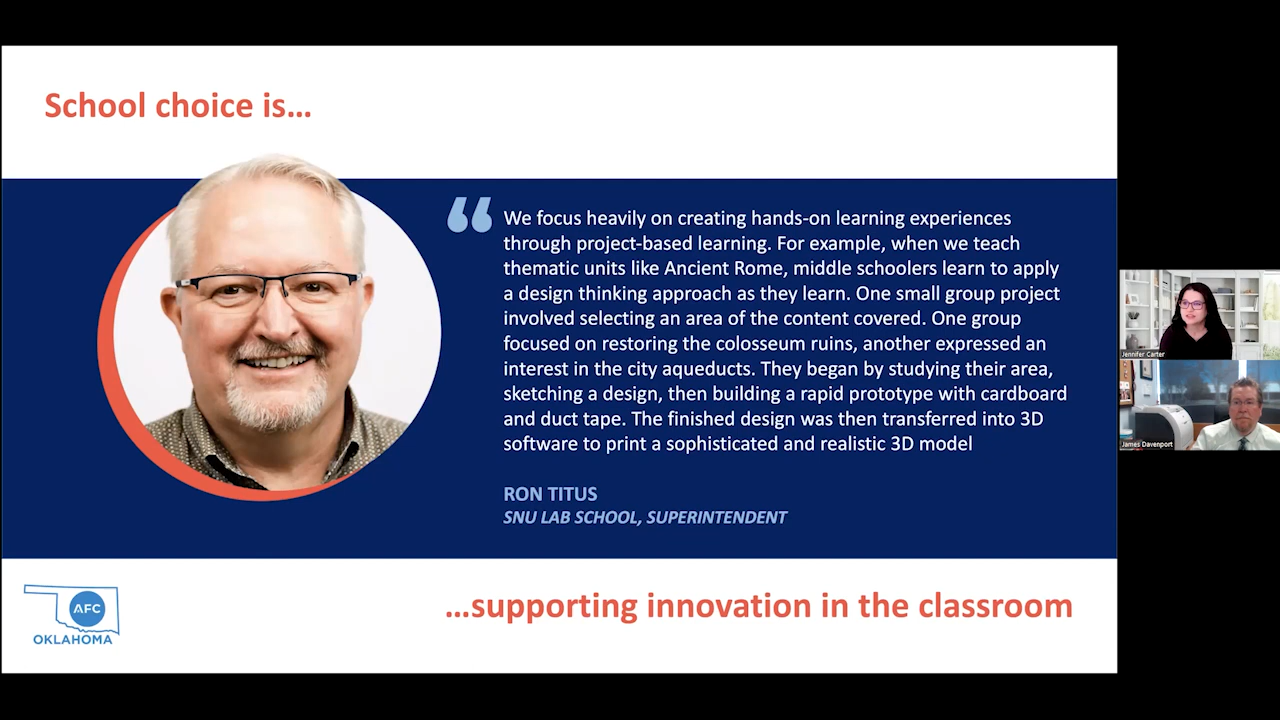 School choice is...
“
We focus heavily on creating hands-on learning experiences
through project-based learning. For example, when we teach
thematic units like Ancient Rome, middle schoolers learn to apply
a design thinking approach as they learn. One small group project
involved selecting an area of the content covered. One group
focused on restoring the colosseum ruins, another expressed an
interest in the city aqueducts. They began by studying their area,
sketching a design, then building a rapid prototype with cardboard
and duct tape. The finished design was then transferred into 3D
software to print a sophisticated and realistic 3D model
RON TITUS
SNU LAB SCHOOL, SUPERINTENDENT
Jennifer Carter
James Davenport
AFC
OKLAHOMA
...supporting innovation in the classroom